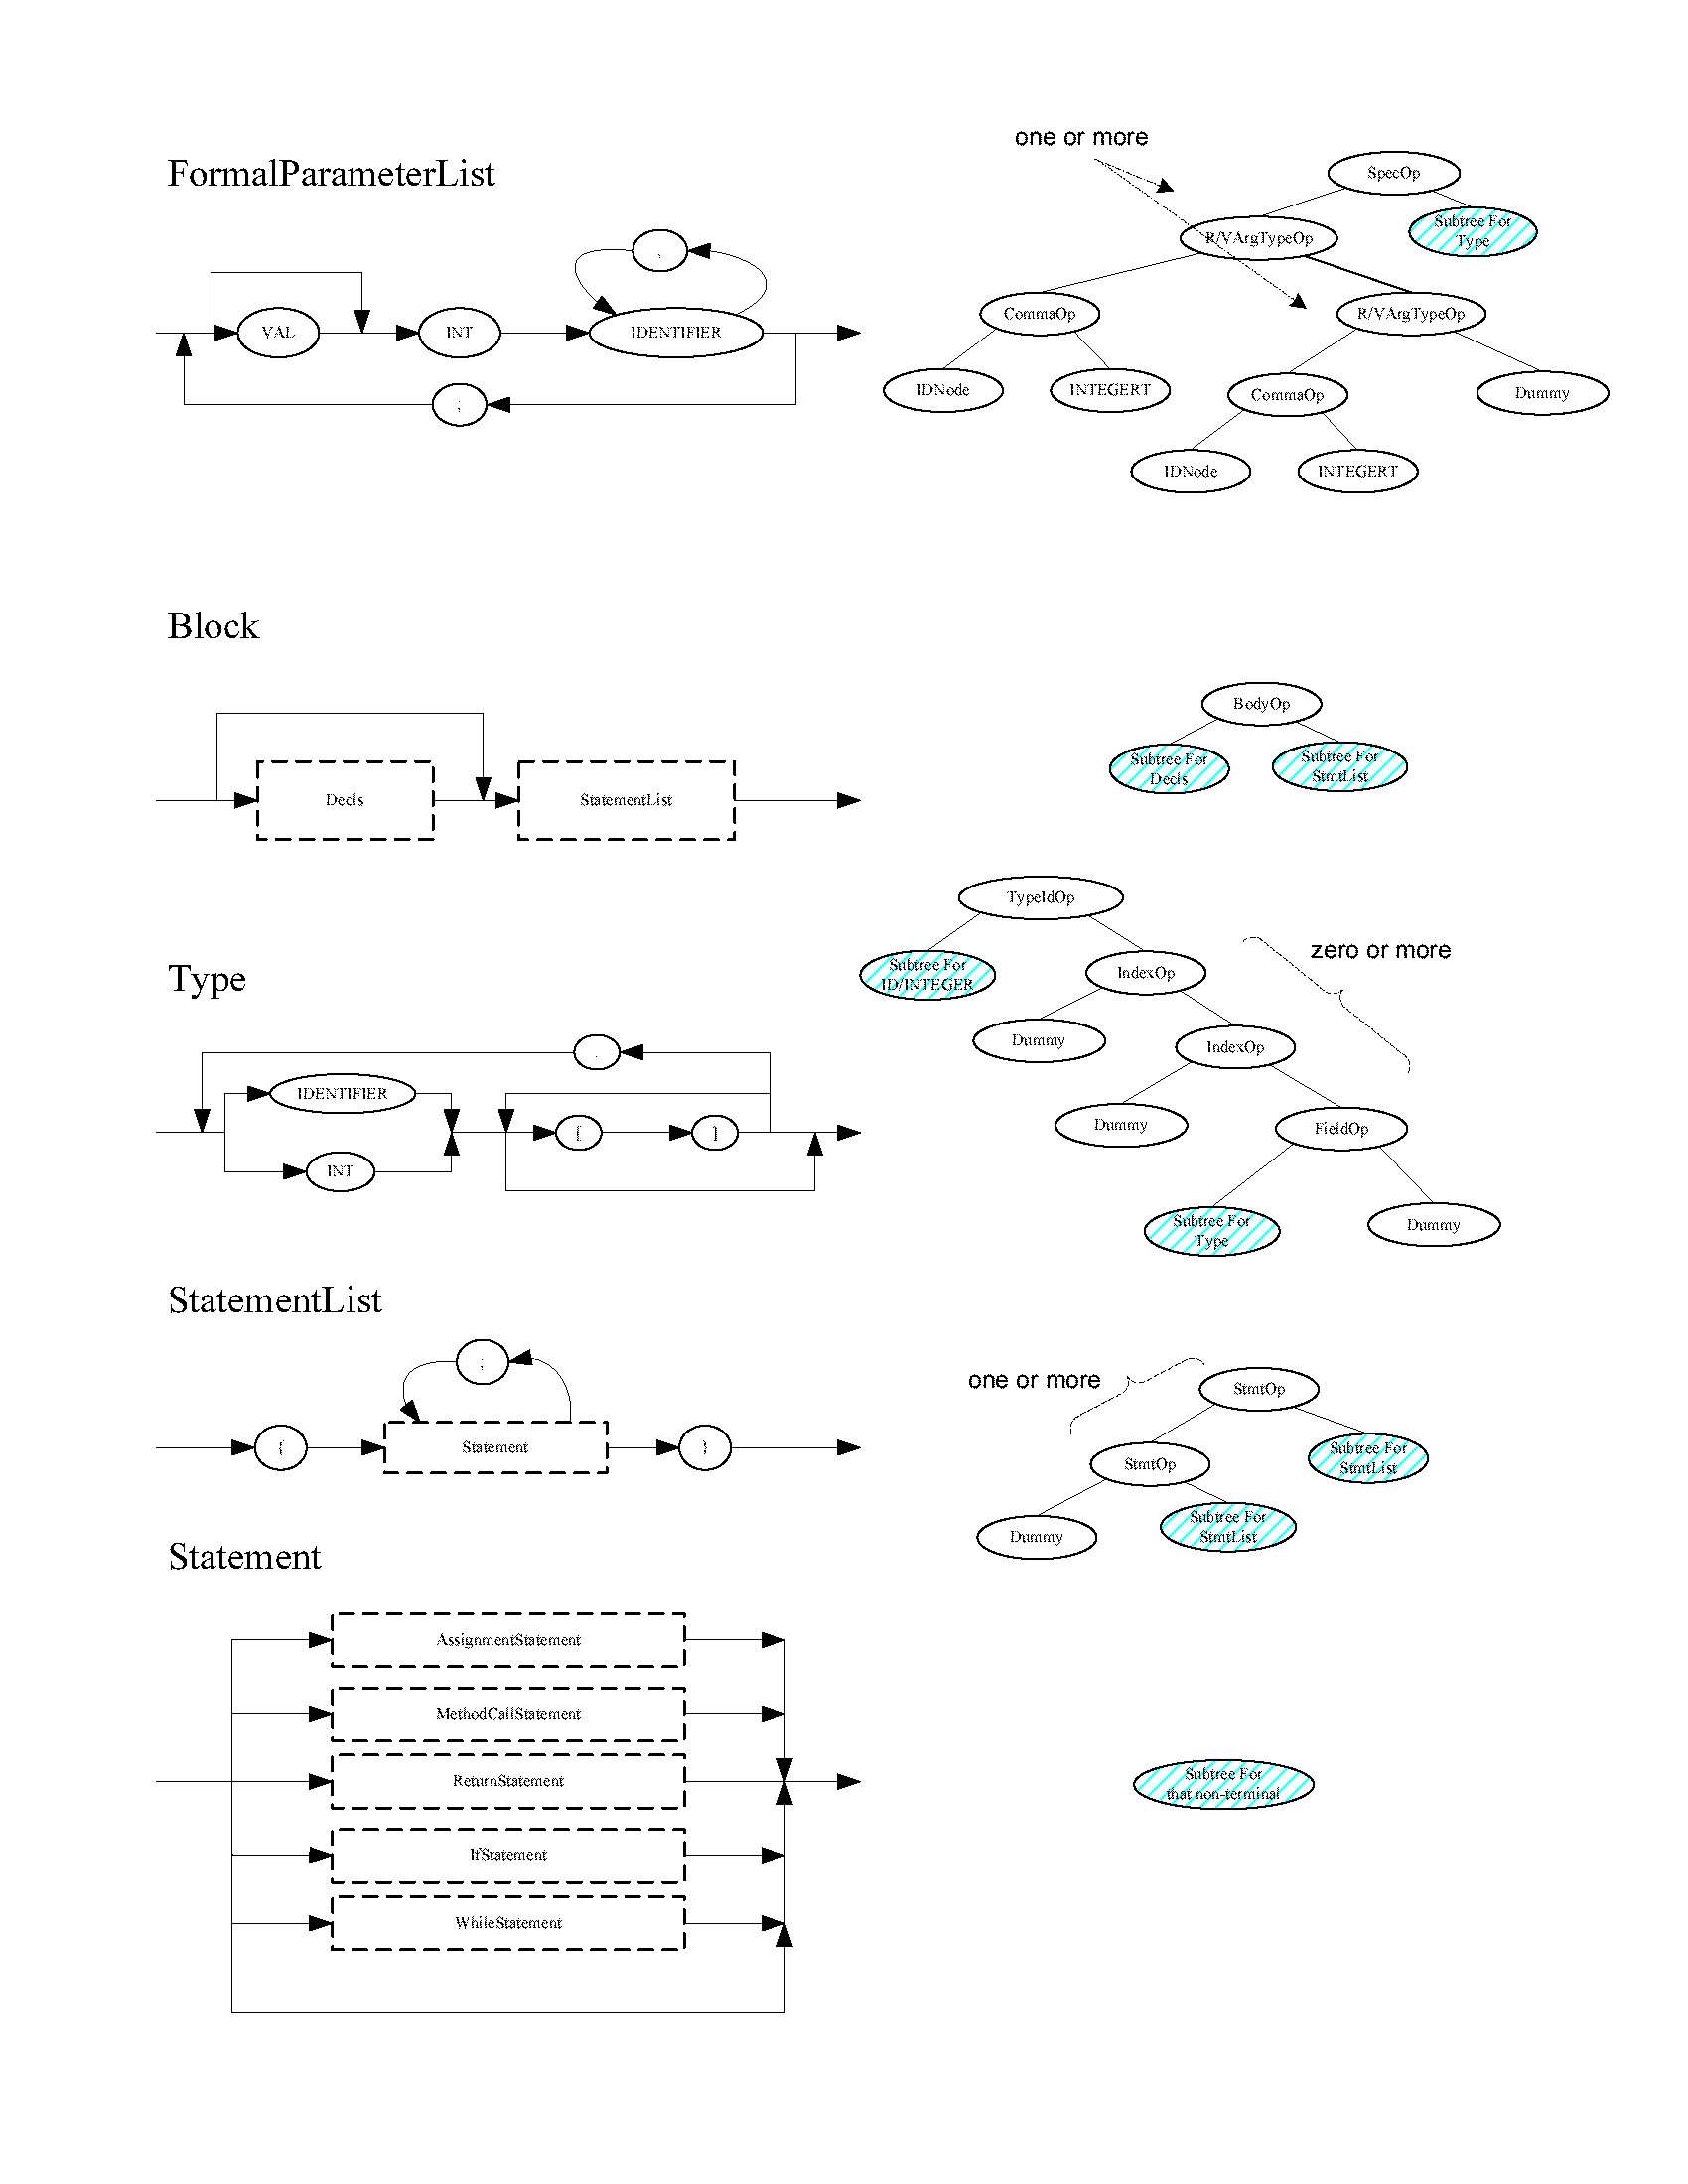 FormalParameterList
,
VAL
INT
IDENTIFIER
;
one or more
SpecOp
Subtree For
Type
R/VArgTypeOp
CommaOp
R/VArgTypeOp
IDNode
INTEGERT
CommaOp
Dummy
IDNode
INTEGERT
Block
Decls
StatementList
BodyOp
Subtree For
Decls
Subtree For
StmtList
Type
.
IDENTIFIER
[
]
INT
TypeIdOp
zero or more
Subtree For
ID/INTEGER
IndexOp
Dummy
IndexOp
Dummy
FieldOp
Subtree For
Type
Dummy
StatementList
;
{
Statement
}
one or more
StmtOp
StmtOp
Subtree For
StmtList
Dummy
Subtree For
StmtList
Statement
AssignmentStatement
MethodCallStatement
ReturnStatement
IfStatement
WhileStatement
Subtree For
that non-terminal